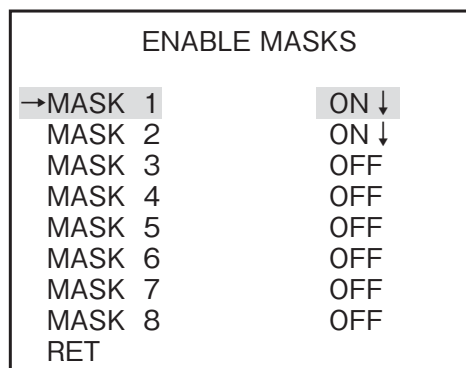 ENABLE MASKS
→MASK 1 ON ↓
MASK 2 ON ↓
MASK 3 OFF
MASK 4 OFF
MASK 5 OFF
MASK 6 OFF
MASK 7 OFF
MASK 8 OFF
RET